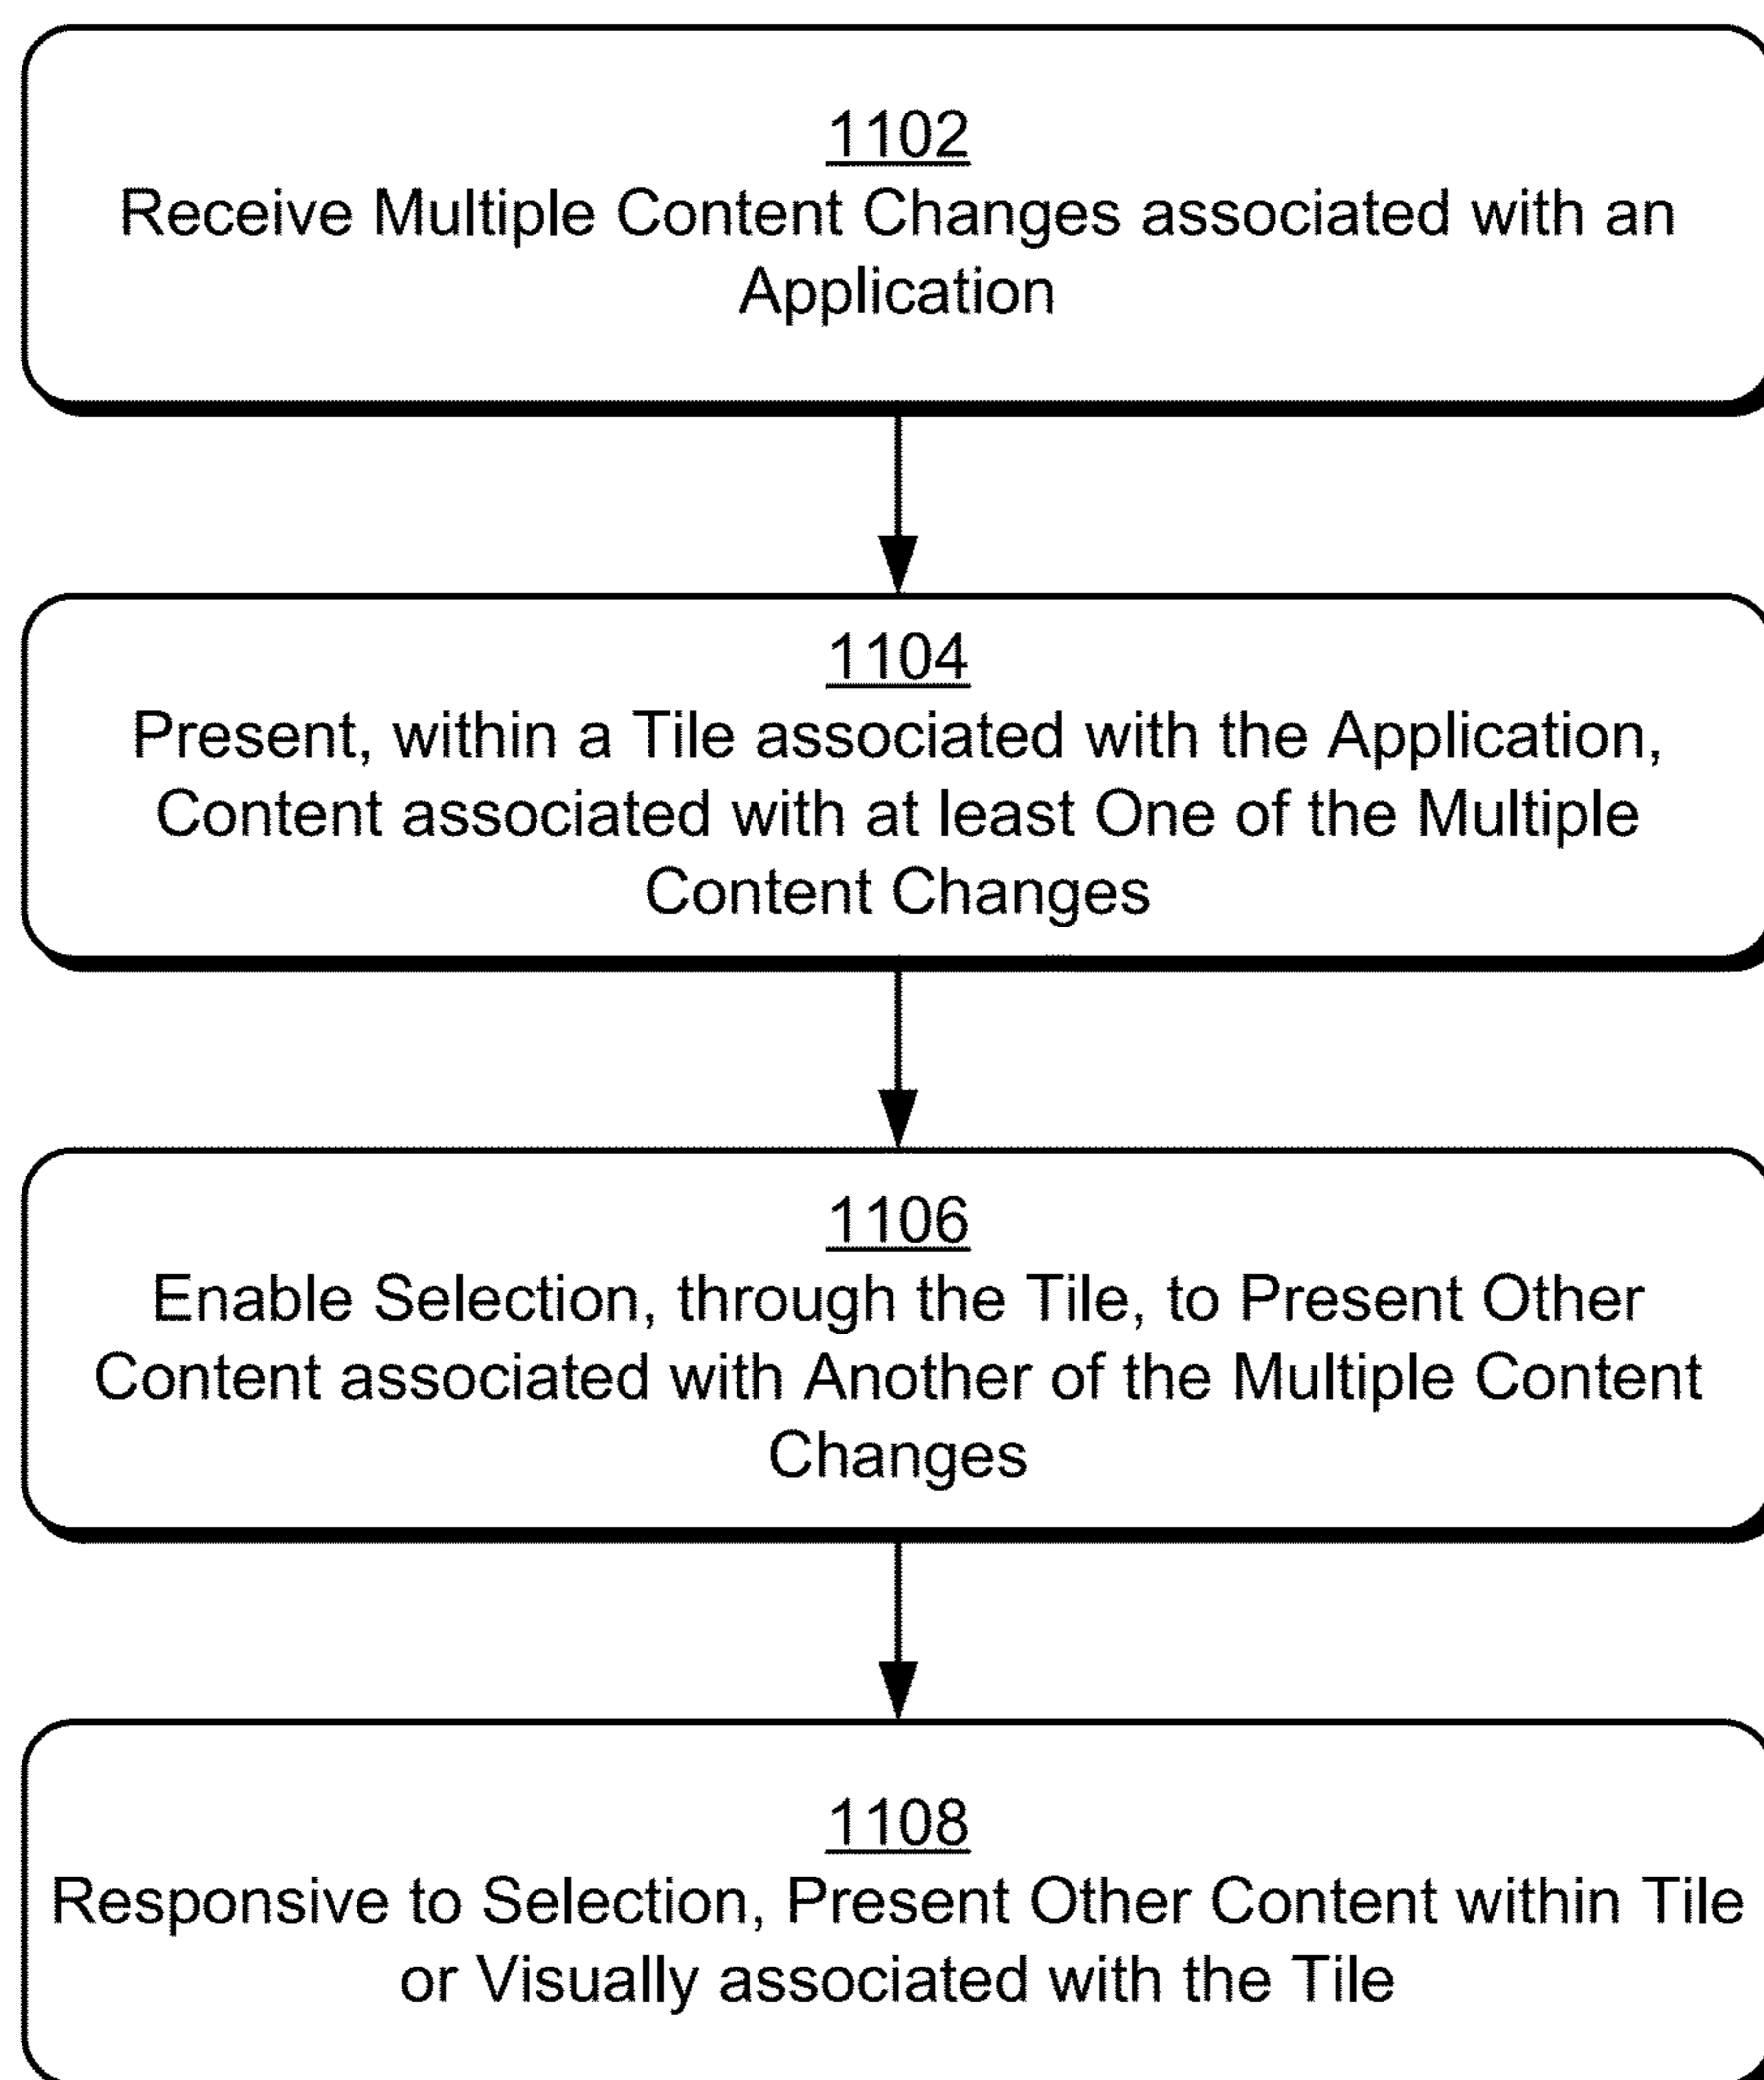 1102
Receive Multiple Content Changes associated with an
Application
1104
Present, within a Tile associated with the Application,
Content associated with at least One of the Multiple
Content Changes
1106
Enable Selection, through the Tile, to Present Other
Content associated with Another of the Multiple Content
Changes
1108
Responsive to Selection, Present Other Content within Tile
or Visually associated with the Tile